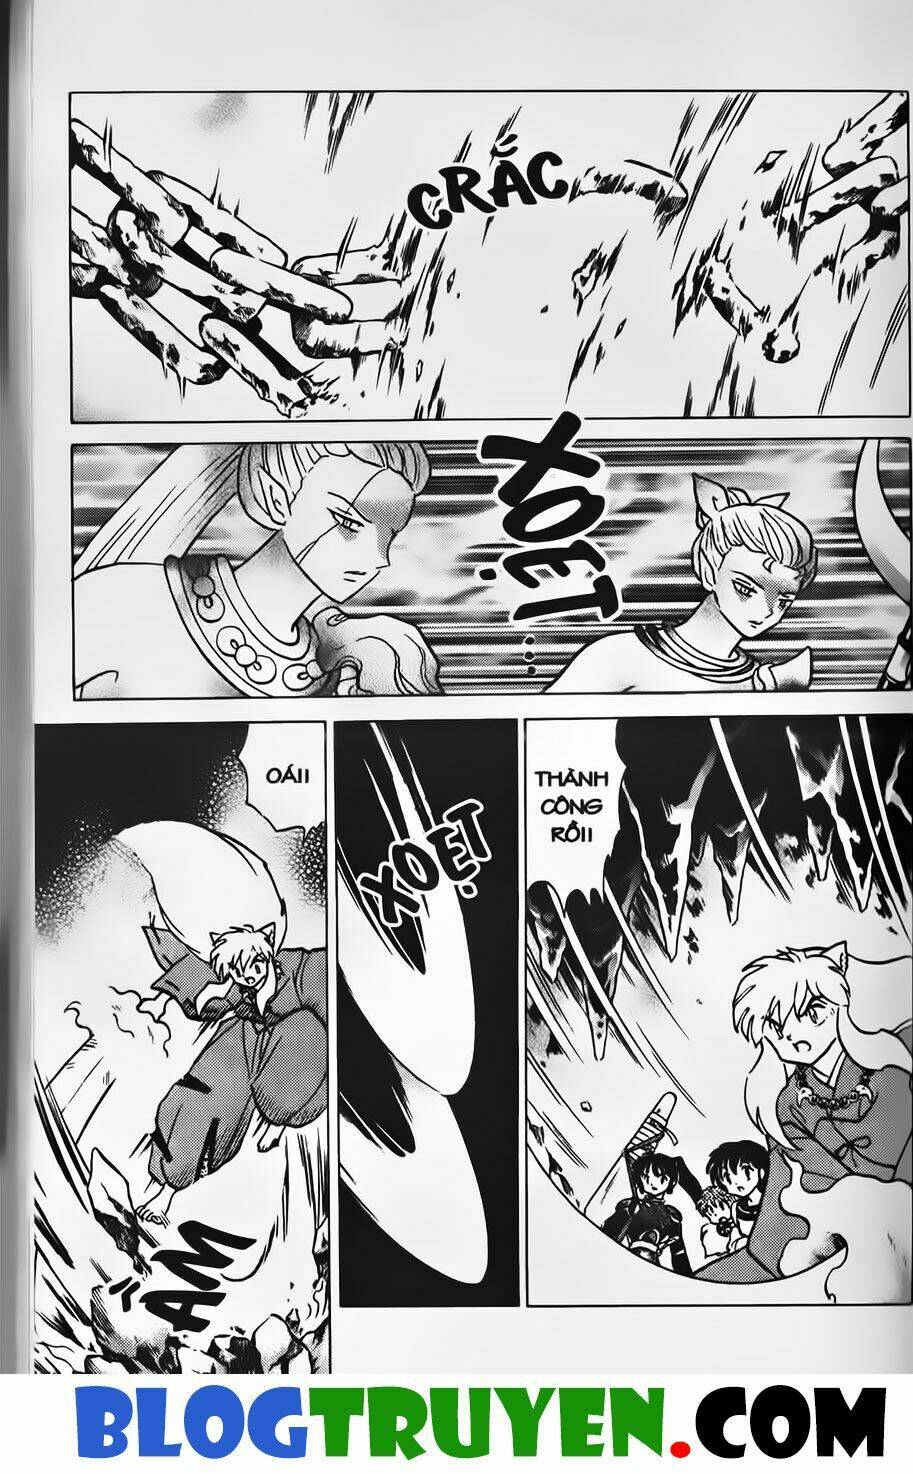 CRẮC
XOẸT...
THÀNH
CÔNG
RỒI!
XOẸT
OÁI!
ẦM
BLOGTRUYEN.COM